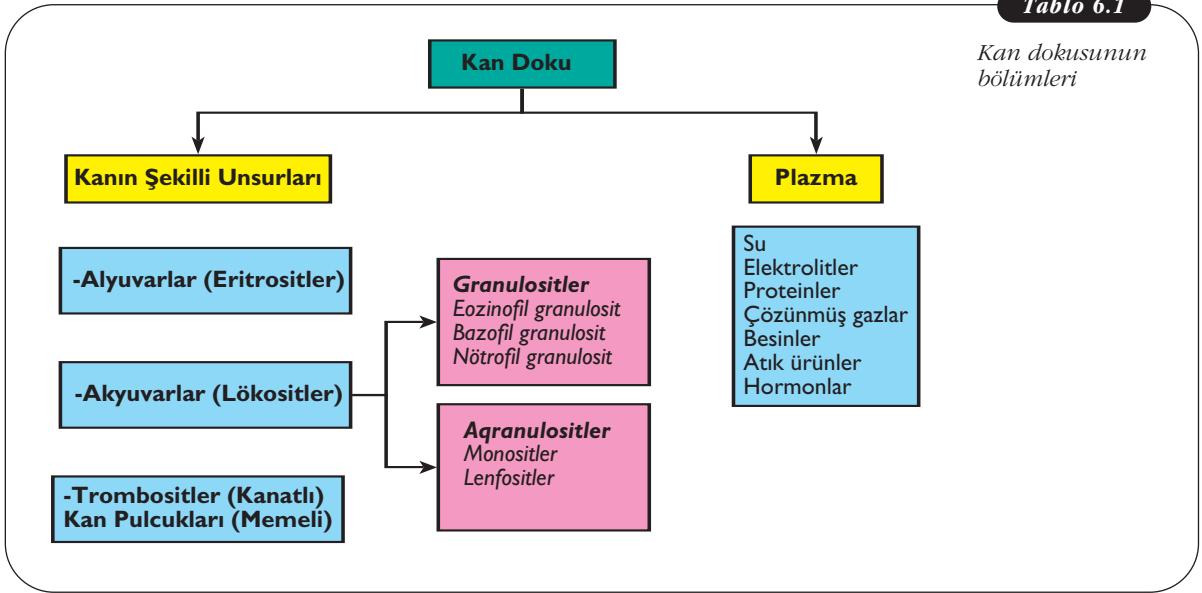 Tablo 6.1
Kan dokusunun
bölümleri
Kan Doku
Kanın Şekilli Unsurları
-Alyuvarlar (Eritrositler)
-Akyuvarlar (Lökositler)
-Trombositler (Kanatlı)
Kan Pulcukları (Memeli)
Granulositler
Eozinofil granulosit
Bazofil granulosit
Nötrofil granulosit
Aqranulositler
Monositler
Lenfositler
Plazma
Su
Elektrolitler
Proteinler
Çözünmüş gazlar
Besinler
Atık ürünler
Hormonlar